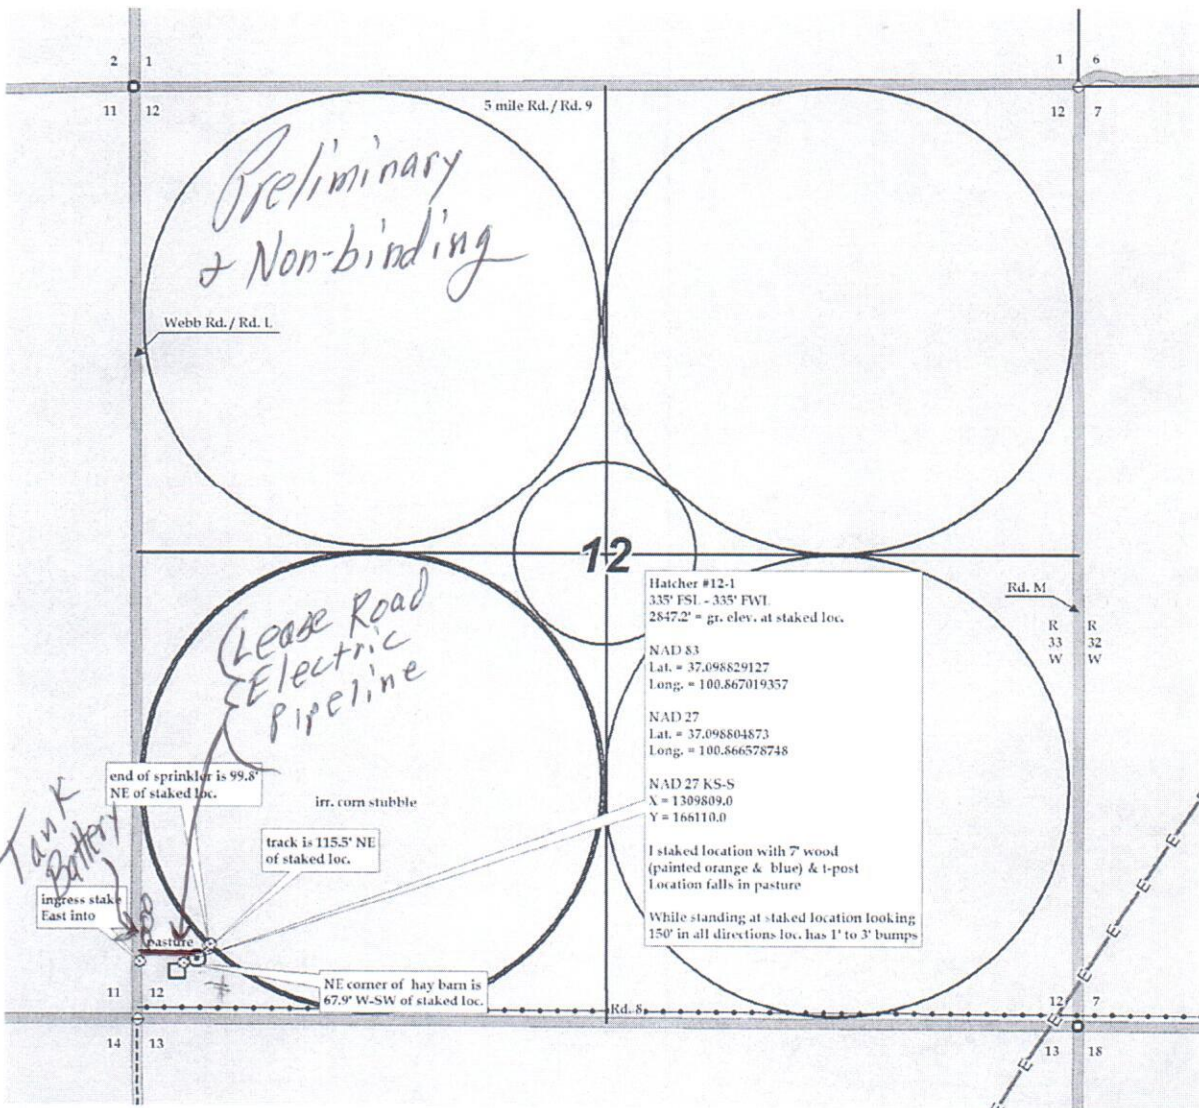 2 1
1 6
11 12
12 7
5 mile Rd. / Rd. 9
Preliminary
& Non-binding
Webb Rd. / Rd. L
12
Hatcher #12-1
335' FSL - 335' FWL
2847.2' = gr. elev. at staked loc.
NAD 83
Lat. = 37.098829127
Long. = 100.867019357
NAD 27
Lat. = 37.098804873
Long. = 100.866578748
NAD 27 KS-S
X = 1309809.0
Y = 166110.0
I staked location with 7' wood
(painted orange & blue) & t-post
Location falls in pasture
While standing at staked location looking
150' in all directions loc. has 1' to 3' bumps
Rd. M
R R
33 32
W W
Lease Road
Electric
Pipeline
end of sprinkler is 99.8'
NE of staked loc.
irr. corn stubble
track is 115.5' NE
of staked loc.
Tank
Battery
ingress stake
East into
pasture
NE corner of hay barn is
67.9' W-SW of staked loc.
11 12
Rd. 8
12 7
14 13
13 18
E
E
E
E
E
E
E